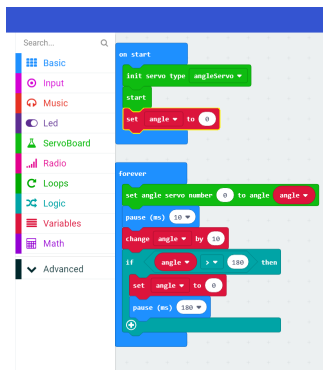 Search...
Basic
Input
Music
Led
ServoBoard
Radio
Loops
Logic
Variables
Math
Advanced
on start
init servo type angleServo
start
set angle to 0
forever
set angle servo number 0 to angle angle
pause (ms) 10
change angle by 10
if angle > 180 then
set angle to 0
pause (ms) 180